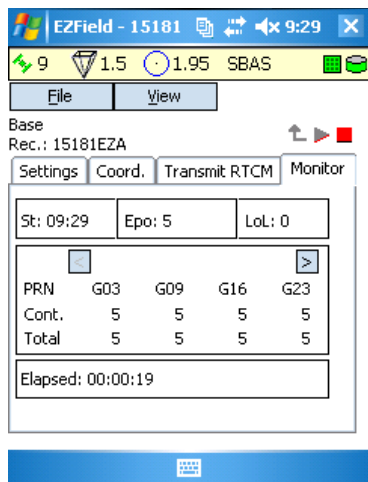 EZField - 15181 9:29
9 1.5 1.95 SBAS
File View
Base
Rec.: 15181EZA
Settings Coord. Transmit RTCM Monitor
St: 09:29 Epo: 5 LoL: 0
< >
PRN G03 G09 G16 G23
Cont. 5 5 5 5
Total 5 5 5 5
Elapsed: 00:00:19